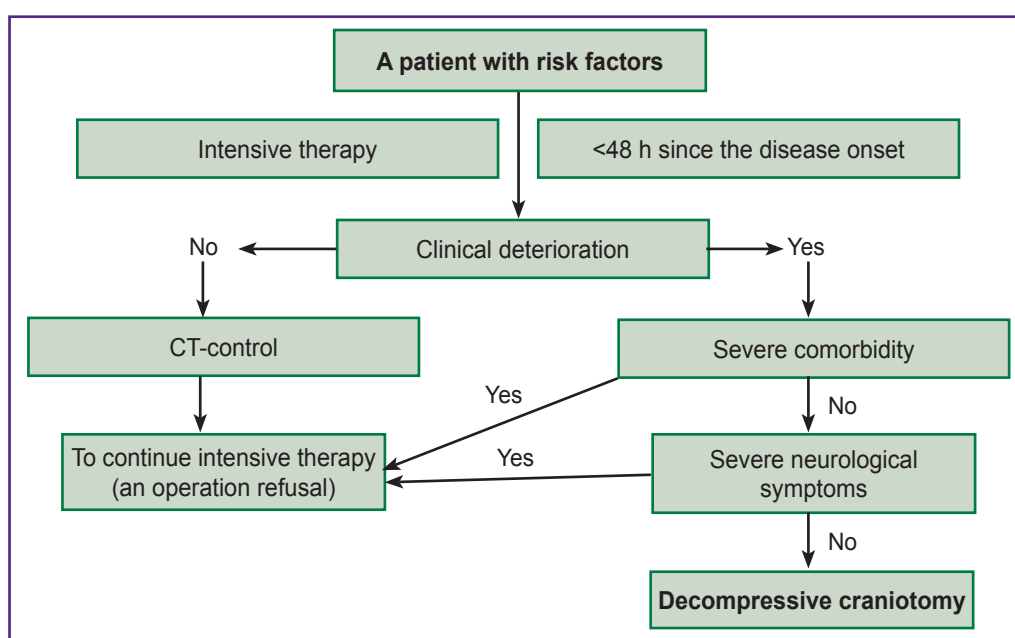 A patient with risk factors
Intensive therapy
<48 h since the disease onset
Clinical deterioration
No
Yes
CT-control
Severe comorbidity
Yes
No
To continue intensive therapy
(an operation refusal)
Yes
Severe neurological
symptoms
No
Decompressive craniotomy